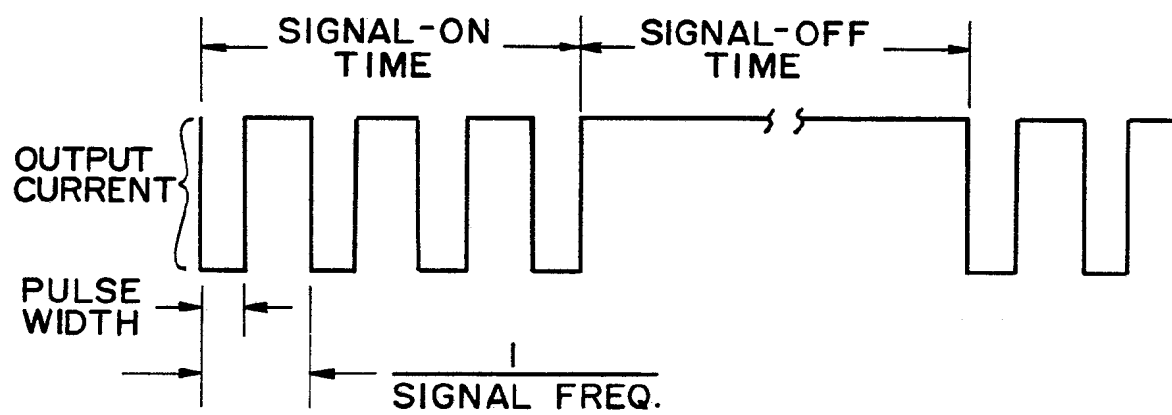 SIGNAL-ON
TIME
SIGNAL-OFF
TIME
OUTPUT
CURRENT
PULSE
WIDTH
1
SIGNAL FREQ.